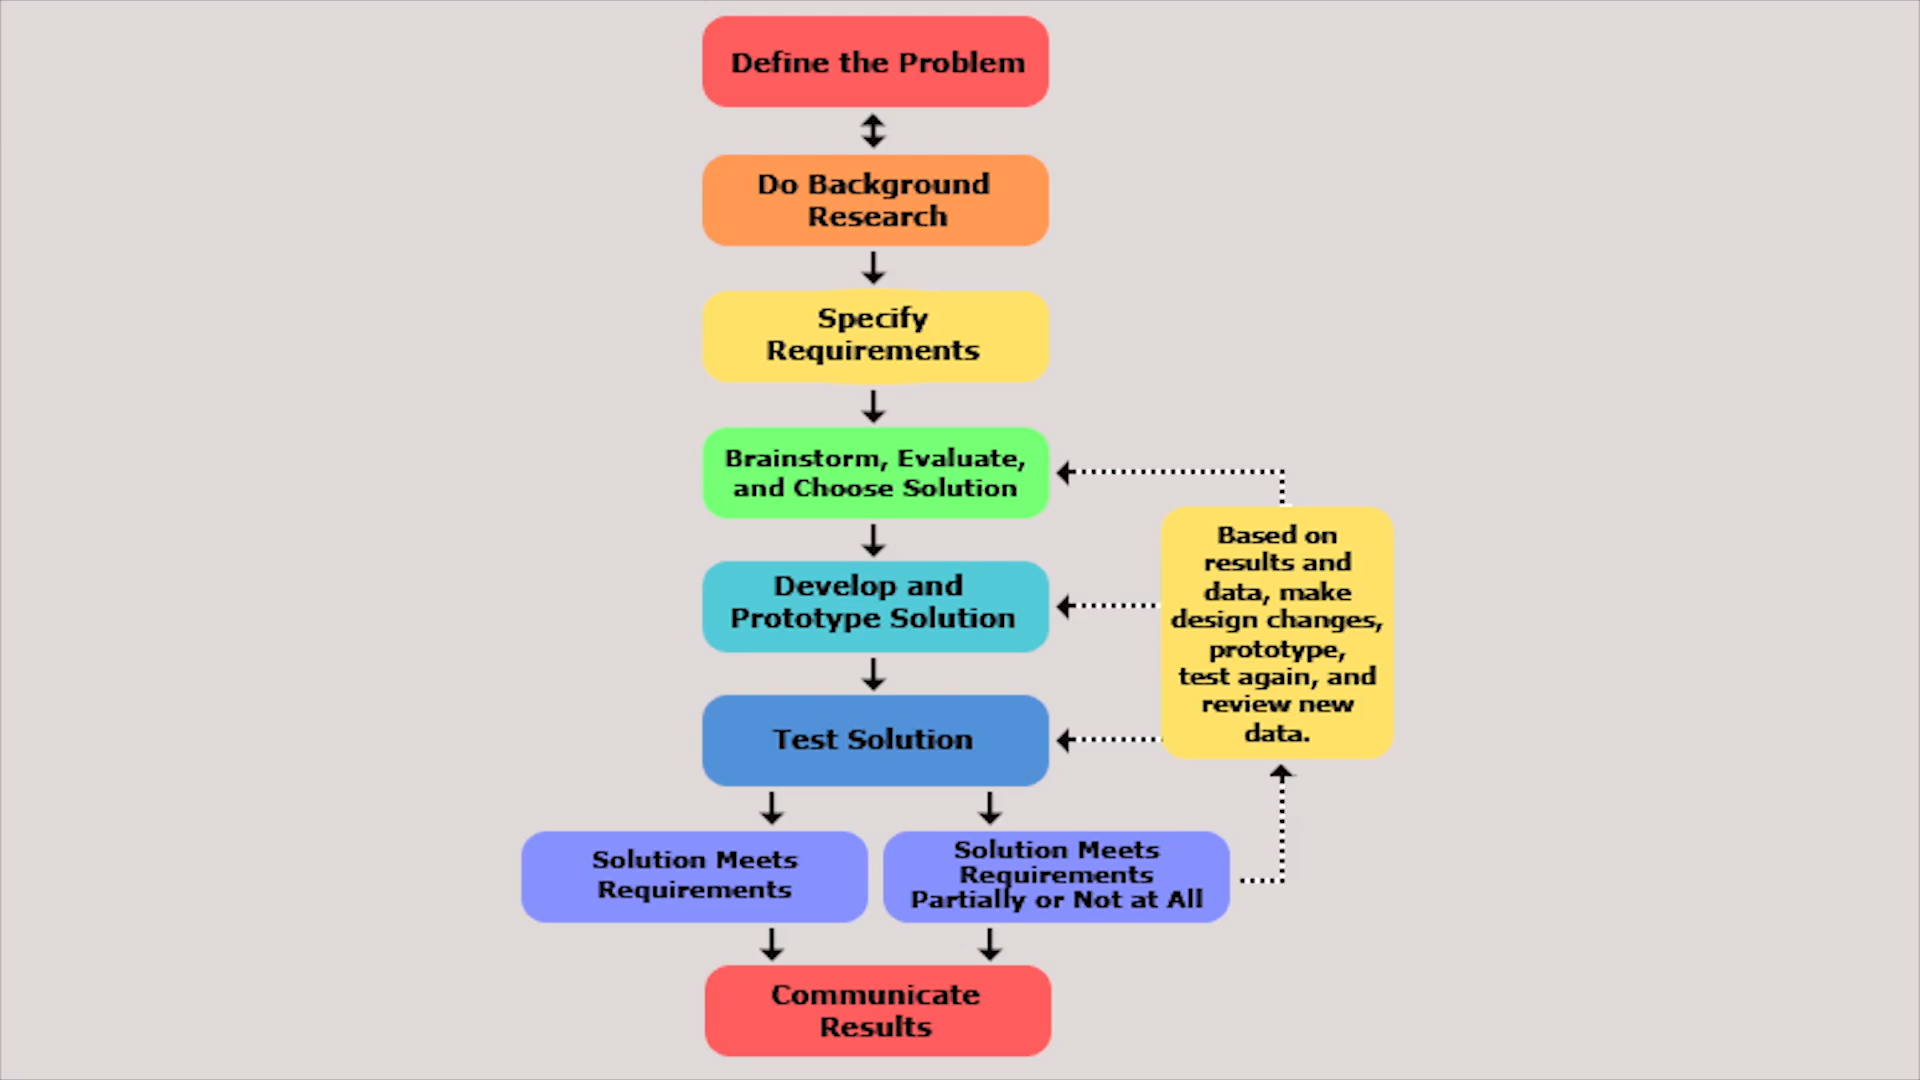 Define the Problem
Do Background
Research
Specify
Requirements
Brainstorm, Evaluate,
and Choose Solution
Develop and
Prototype Solution
Based on
results and
data, make
design changes,
prototype,
test again, and
review new
data.
Test Solution
Solution Meets
Requirements
Solution Meets
Requirements
Partially or Not at All
Communicate
Results